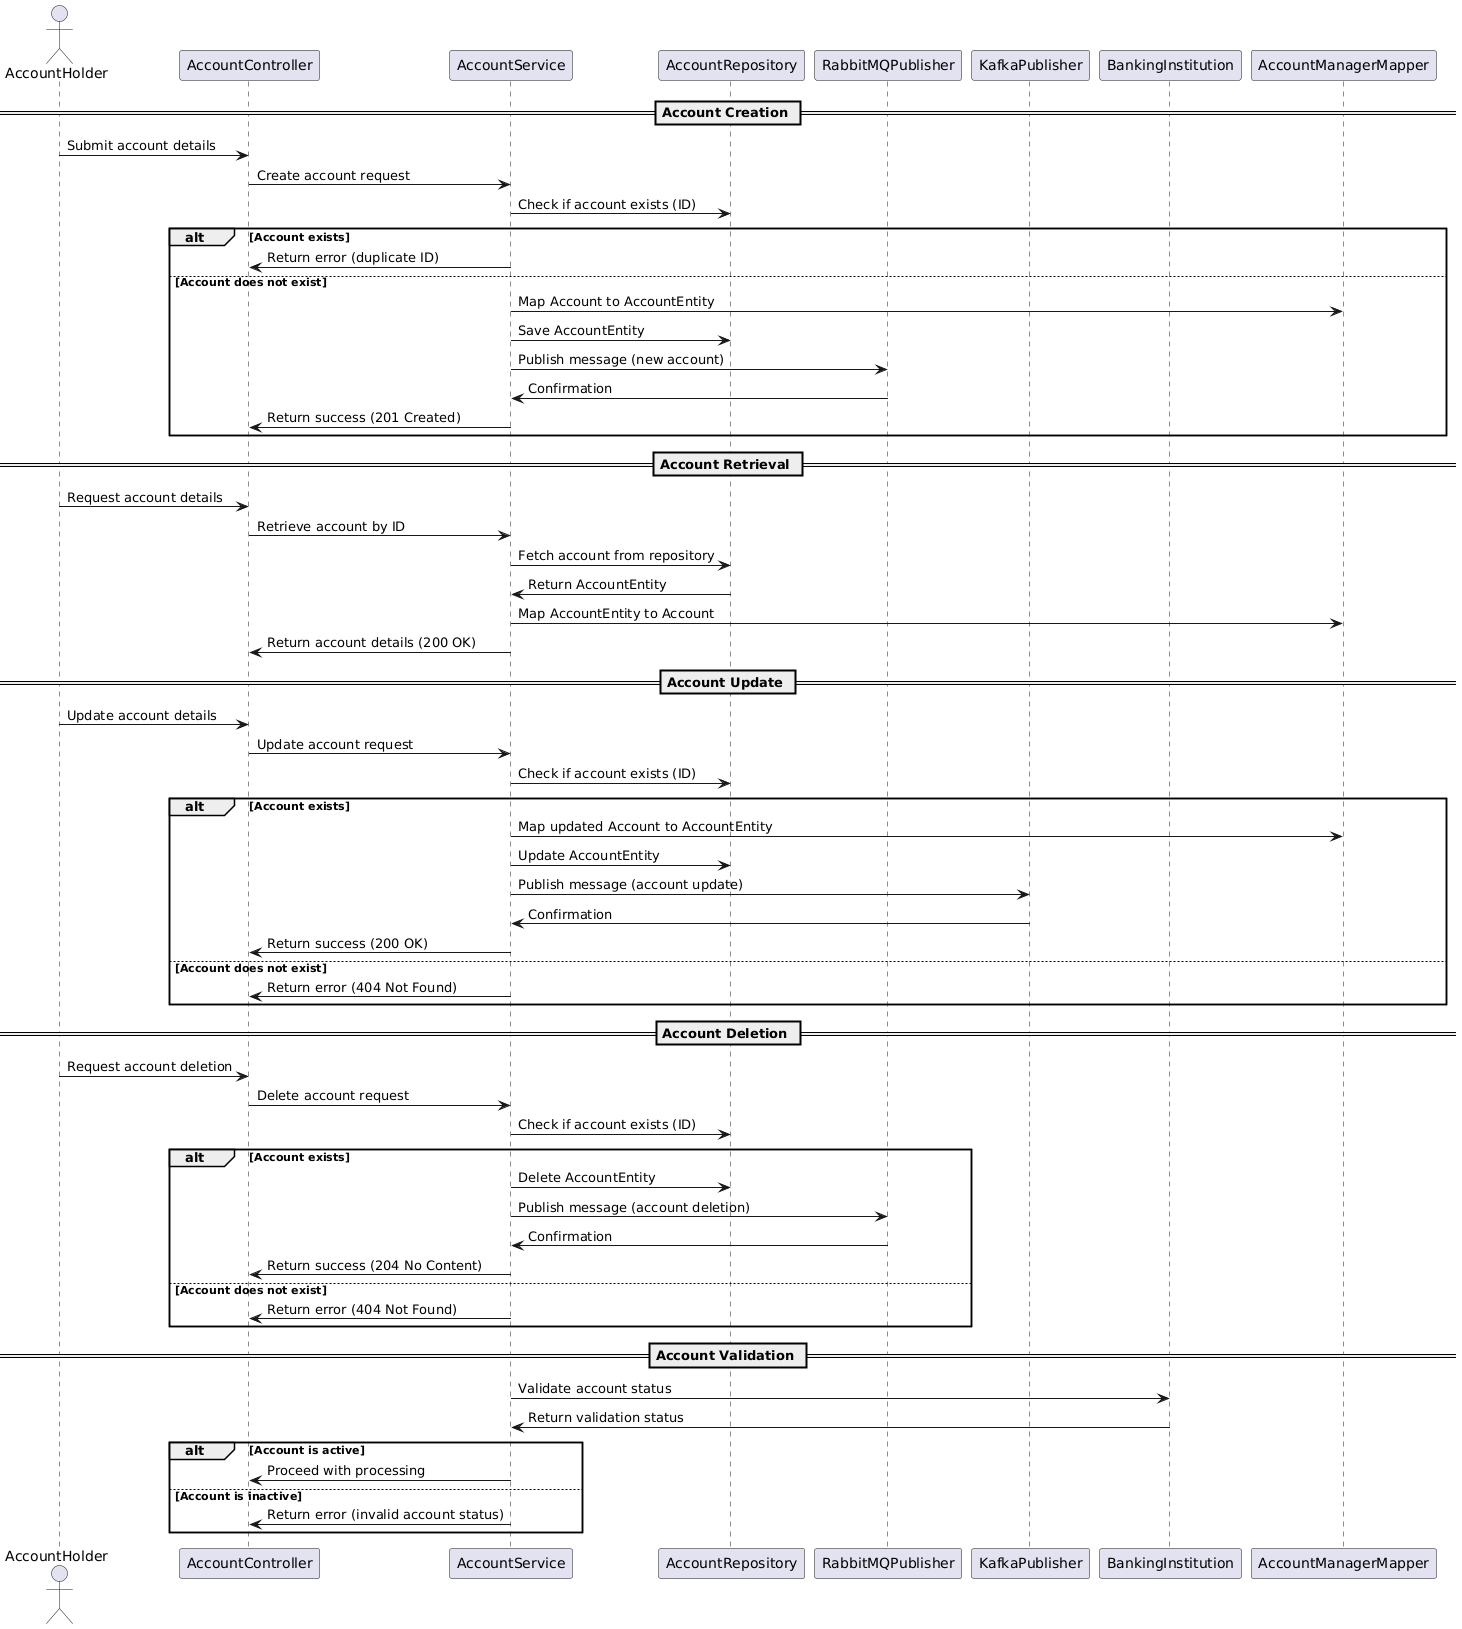 AccountHolder
AccountController
AccountService
AccountRepository
RabbitMQPublisher
KafkaPublisher
BankingInstitution
AccountManagerMapper
Account Creation
Submit account details
Create account request
Check if account exists (ID)
alt [Account exists]
Return error (duplicate ID)
[Account does not exist]
Map Account to AccountEntity
Save AccountEntity
Publish message (new account)
Confirmation
Return success (201 Created)
Account Retrieval
Request account details
Retrieve account by ID
Fetch account from repository
Return AccountEntity
Map AccountEntity to Account
Return account details (200 OK)
Account Update
Update account details
Update account request
Check if account exists (ID)
alt [Account exists]
Map updated Account to AccountEntity
Update AccountEntity
Publish message (account update)
Confirmation
Return success (200 OK)
[Account does not exist]
Return error (404 Not Found)
Account Deletion
Request account deletion
Delete account request
Check if account exists (ID)
alt [Account exists]
Delete AccountEntity
Publish message (account deletion)
Confirmation
Return success (204 No Content)
[Account does not exist]
Return error (404 Not Found)
Account Validation
Validate account status
Return validation status
alt [Account is active]
Proceed with processing
[Account is inactive]
Return error (invalid account status)
AccountHolder
AccountController
AccountService
AccountRepository
RabbitMQPublisher
KafkaPublisher
BankingInstitution
AccountManagerMapper